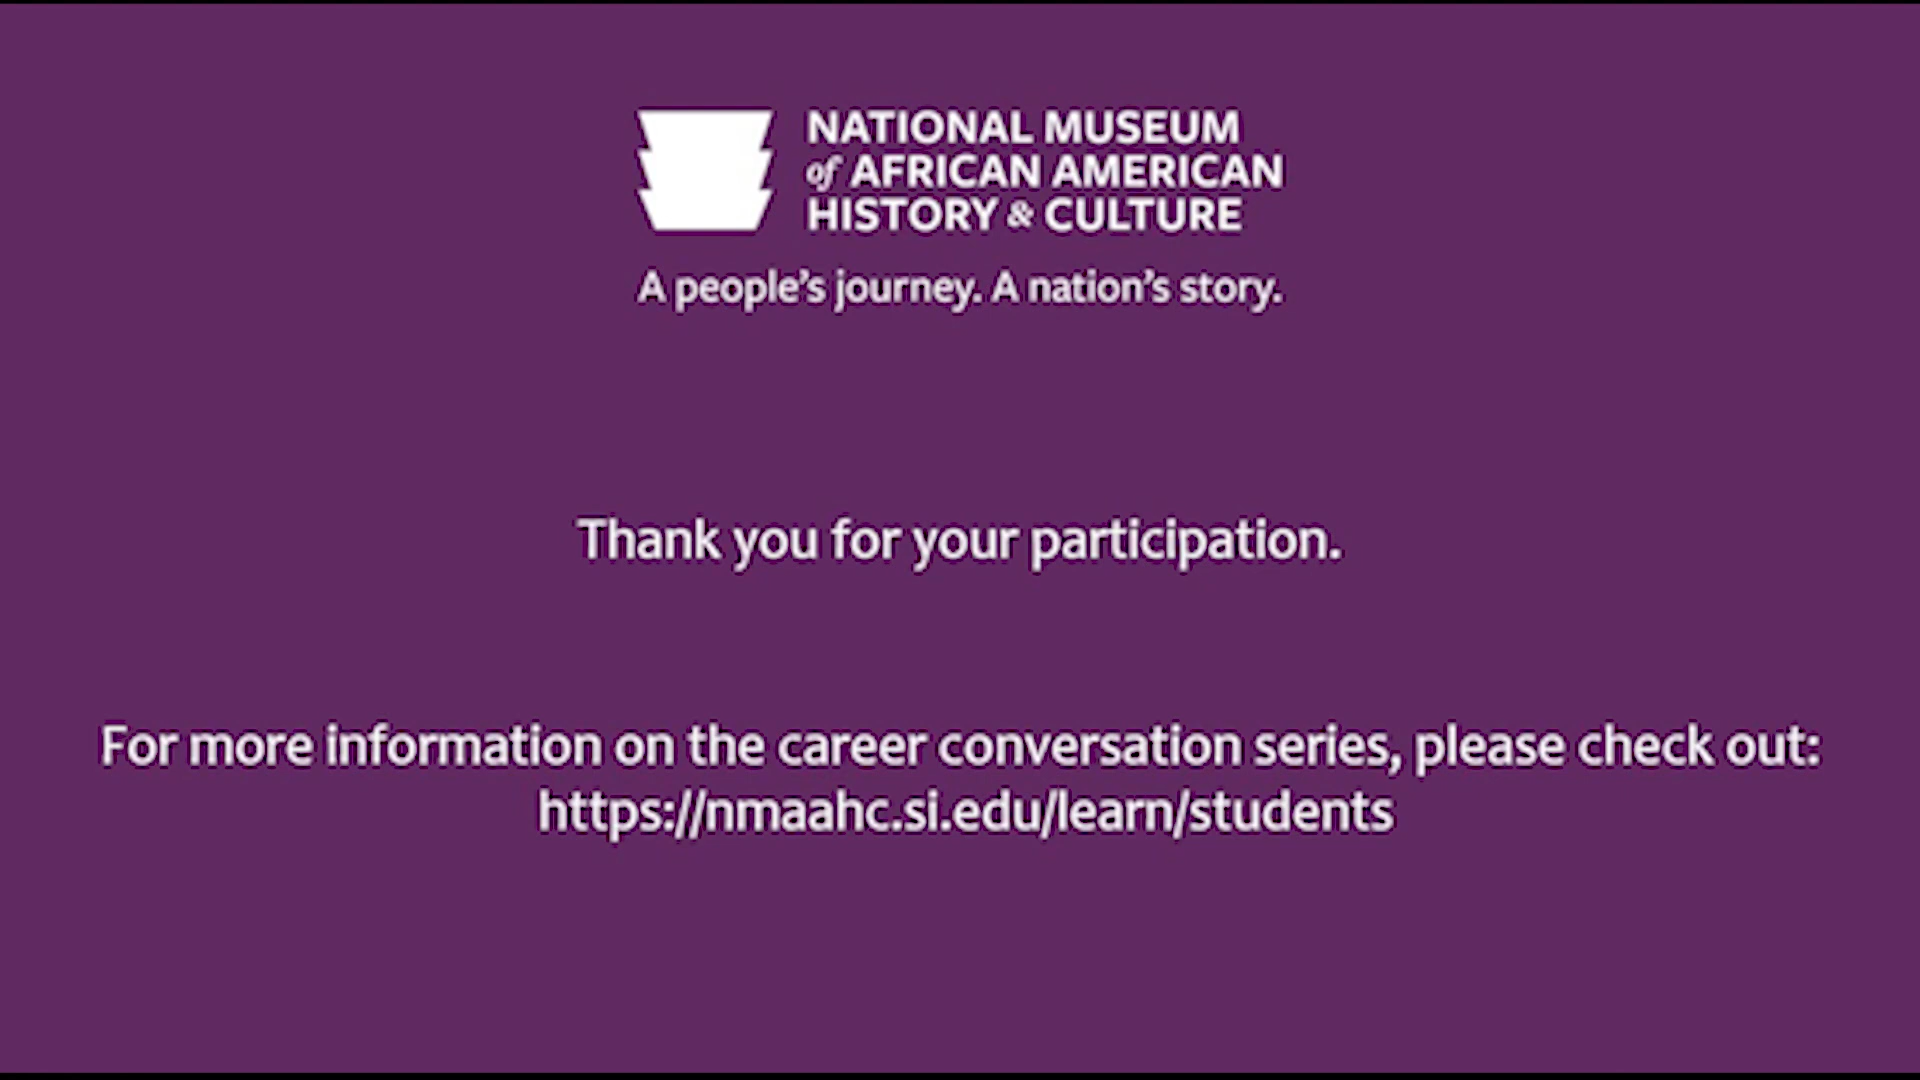 NATIONAL MUSEUM
of AFRICAN AMERICAN
HISTORY & CULTURE
A people’s journey. A nation’s story.
Thank you for your participation.
For more information on the career conversation series, please check out:
https://nmaahc.si.edu/learn/students